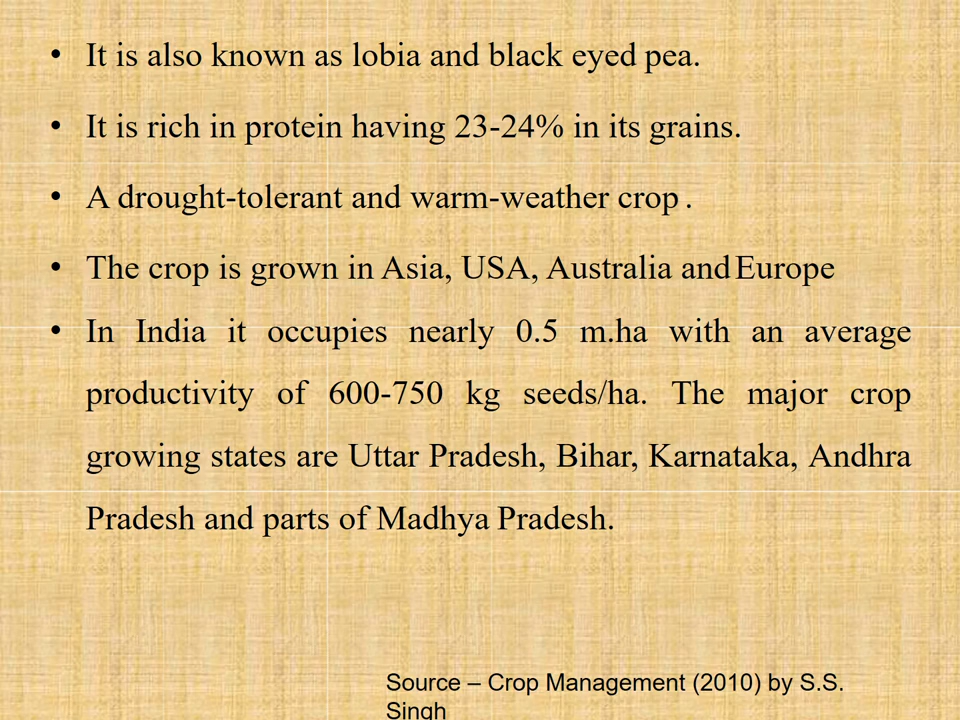 • It is also known as lobia and black eyed pea.
• It is rich in protein having 23-24% in its grains.
• A drought-tolerant and warm-weather crop .
• The crop is grown in Asia, USA, Australia and Europe
• In India it occupies nearly 0.5 m.ha with an average
productivity of 600-750 kg seeds/ha. The major crop
growing states are Uttar Pradesh, Bihar, Karnataka, Andhra
Pradesh and parts of Madhya Pradesh.
Source – Crop Management (2010) by S.S.
Singh